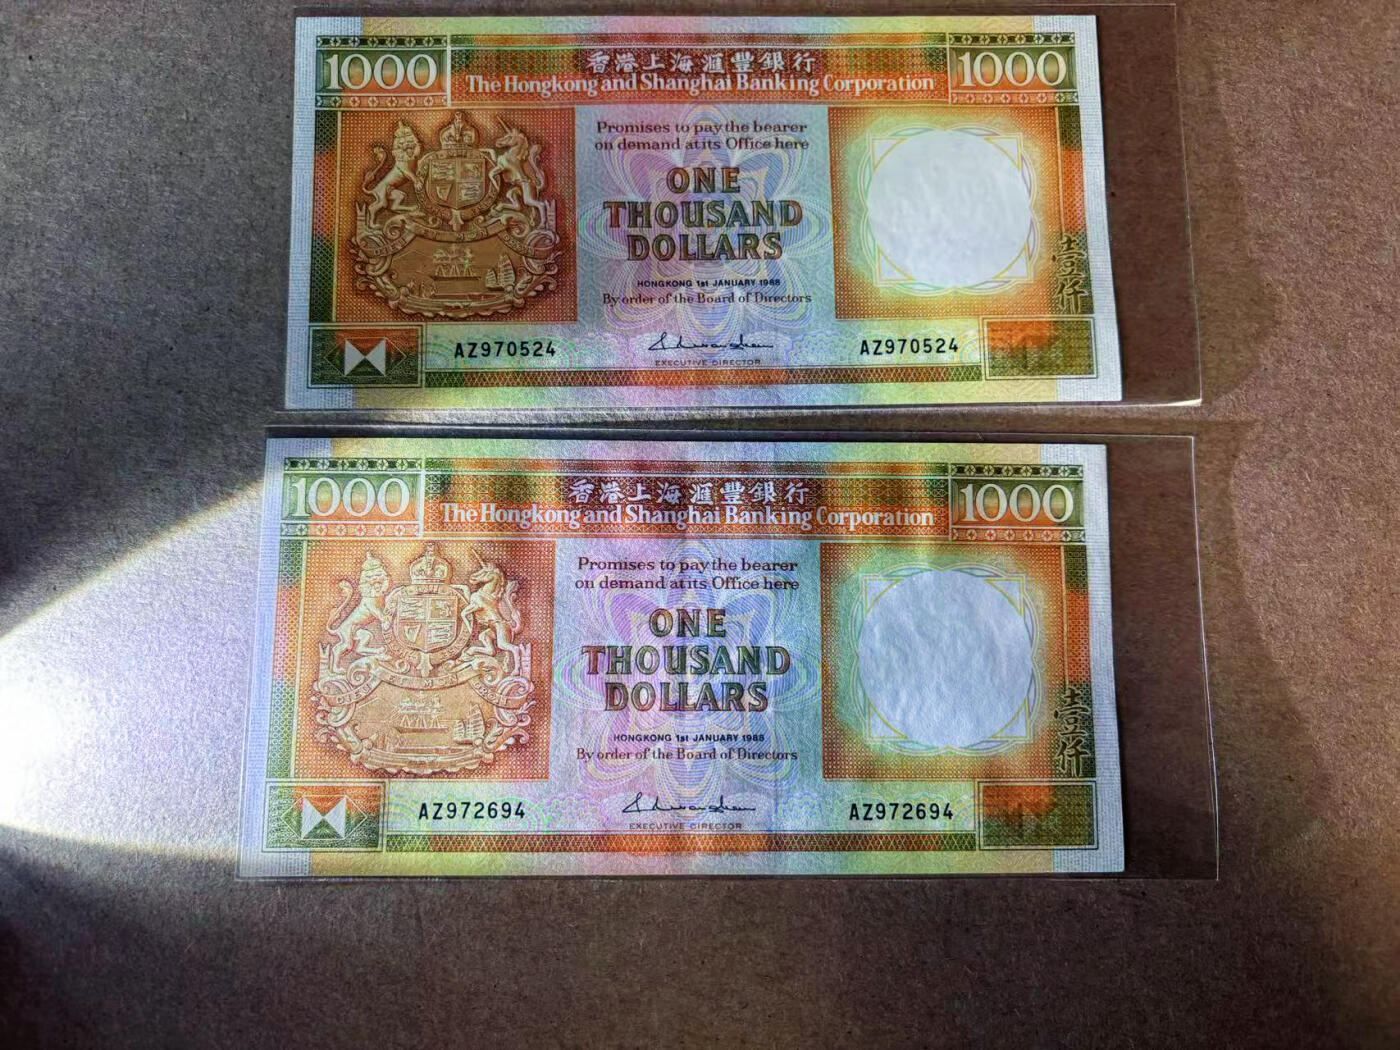 1000
香港上海滙豐銀行
1000
The Hongkong and Shanghai Banking Corporation
Promises to pay the bearer
on demand at its Office here
ONE
THOUSAND
DOLLARS
HONGKONG 1st JANUARY 1988
By order of the Board of Directors
壹仟
AZ970524
AZ970524
EXECUTIVE DIRECTOR
1000
香港上海滙豐銀行
1000
The Hongkong and Shanghai Banking Corporation
Promises to pay the bearer
on demand at its Office here
ONE
THOUSAND
DOLLARS
HONGKONG 1st JANUARY 1988
By order of the Board of Directors
壹仟
AZ972694
AZ972694
EXECUTIVE DIRECTOR